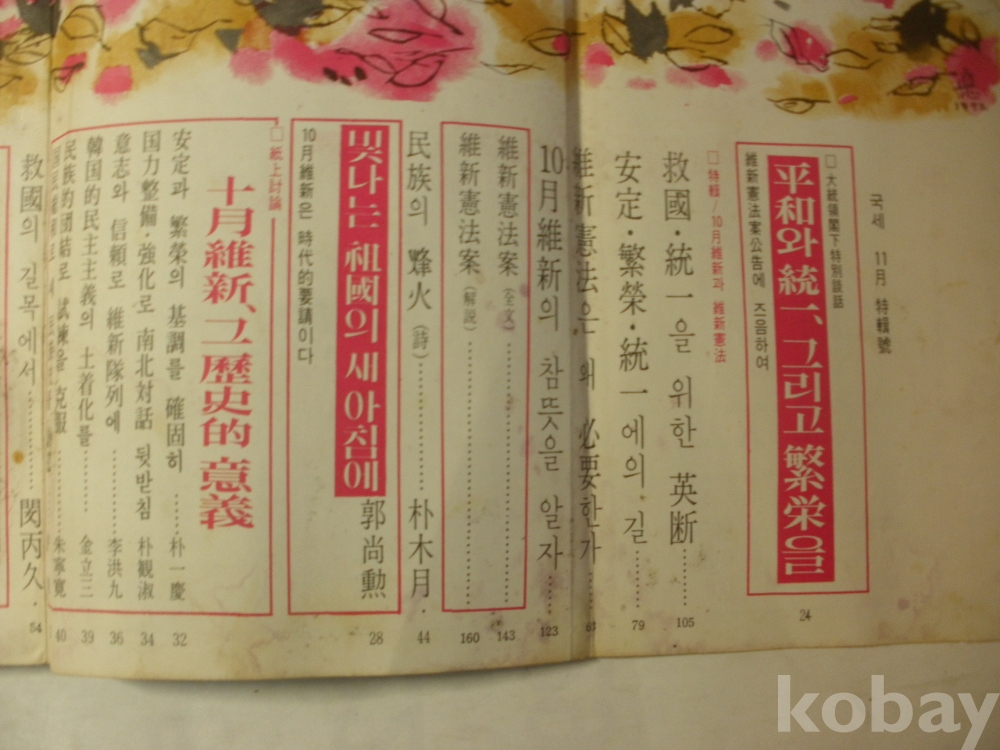 국세 11月 特輯號
□大統領閣下特別談話
平和와 統一、그리고 繁栄을
24
維新憲法案公告에 즈음하여
□特輯/10月維新과 維新憲法
救國·統一을 위한 英断 105
安定·繁榮·統一에의 길 79
維新憲法은 왜 必要한가 61
10月維新의 참뜻을 알자 123
維新憲法案(全文) 143
維新憲法案(解説) 160
民族의 烽火(詩) 朴木月 44
빛나는 祖國의 새 아침에
郭尚勲 28
10月維新은 時代的要請이다
□紙上討論
十月維新、그 歷史的 意義
安定과 繁荣의 基調를 確固히 朴一慶 32
国力整備·強化로 南北対話 뒷받침 朴観淑 34
意志와 信頼로 維新隊列에 李洪九 36
韓国的民主主義의 土着化를 金立三 39
民族的団結로 試練을 克服 朱寧寛 40
救國의 길목에서 閔丙久 54
1972
kobay